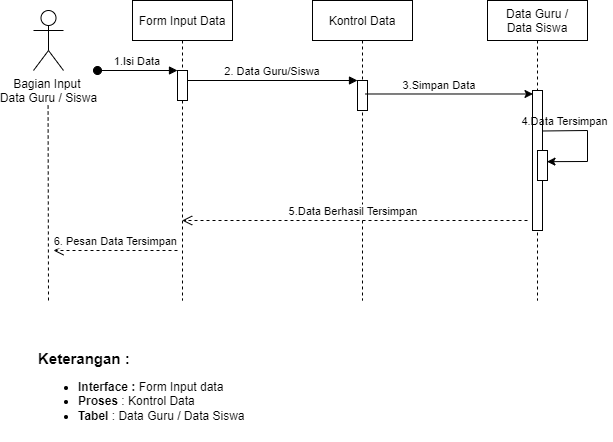 Form Input Data
Kontrol Data
Data Guru /
Data Siswa
1.Isi Data
2. Data Guru/Siswa
3.Simpan Data
Bagian Input
Data Guru / Siswa
4.Data Tersimpan
5.Data Berhasil Tersimpan
6. Pesan Data Tersimpan
Keterangan :
• Interface : Form Input data
• Proses : Kontrol Data
• Tabel : Data Guru / Data Siswa